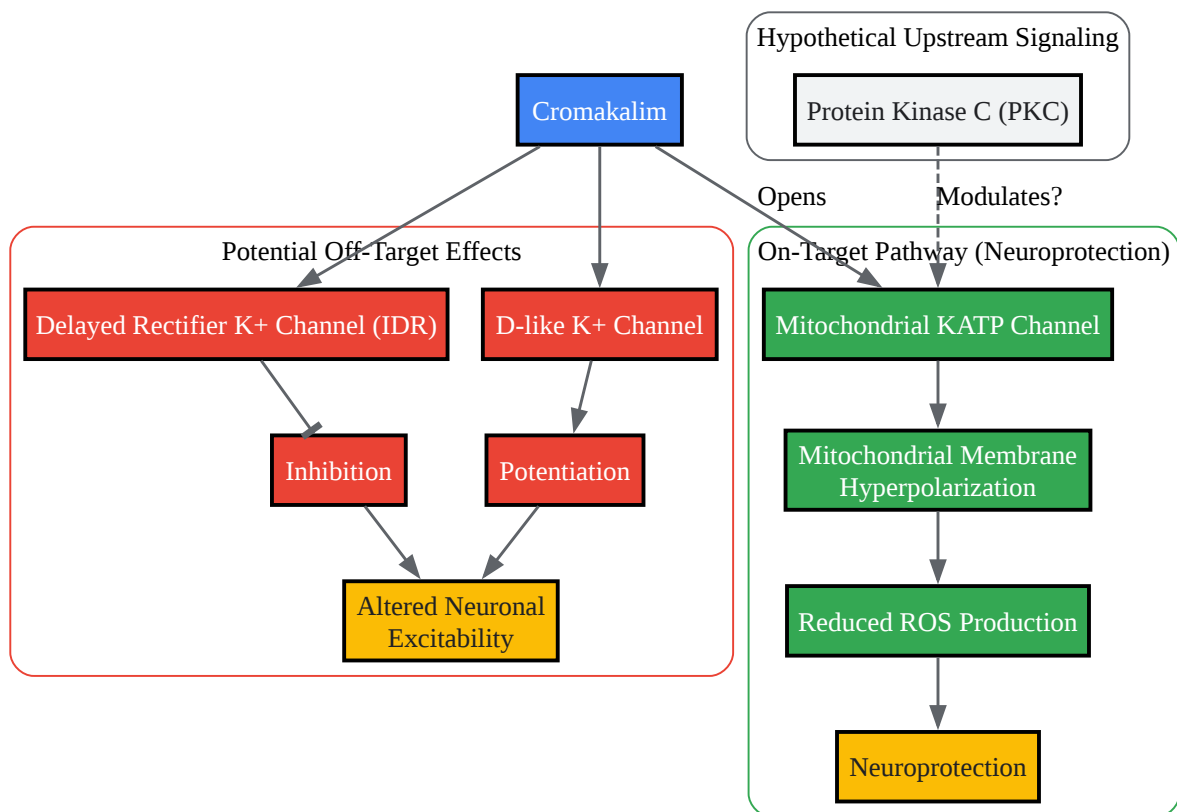 Hypothetical Upstream Signaling
Cromakalim
Protein Kinase C (PKC)
Opens
Modulates?
Potential Off-Target Effects
On-Target Pathway (Neuroprotection)
Delayed Rectifier K+ Channel (IDR)
D-like K+ Channel
Mitochondrial KATP Channel
Inhibition
Potentiation
Mitochondrial Membrane
Hyperpolarization
Altered Neuronal
Excitability
Reduced ROS Production
Neuroprotection